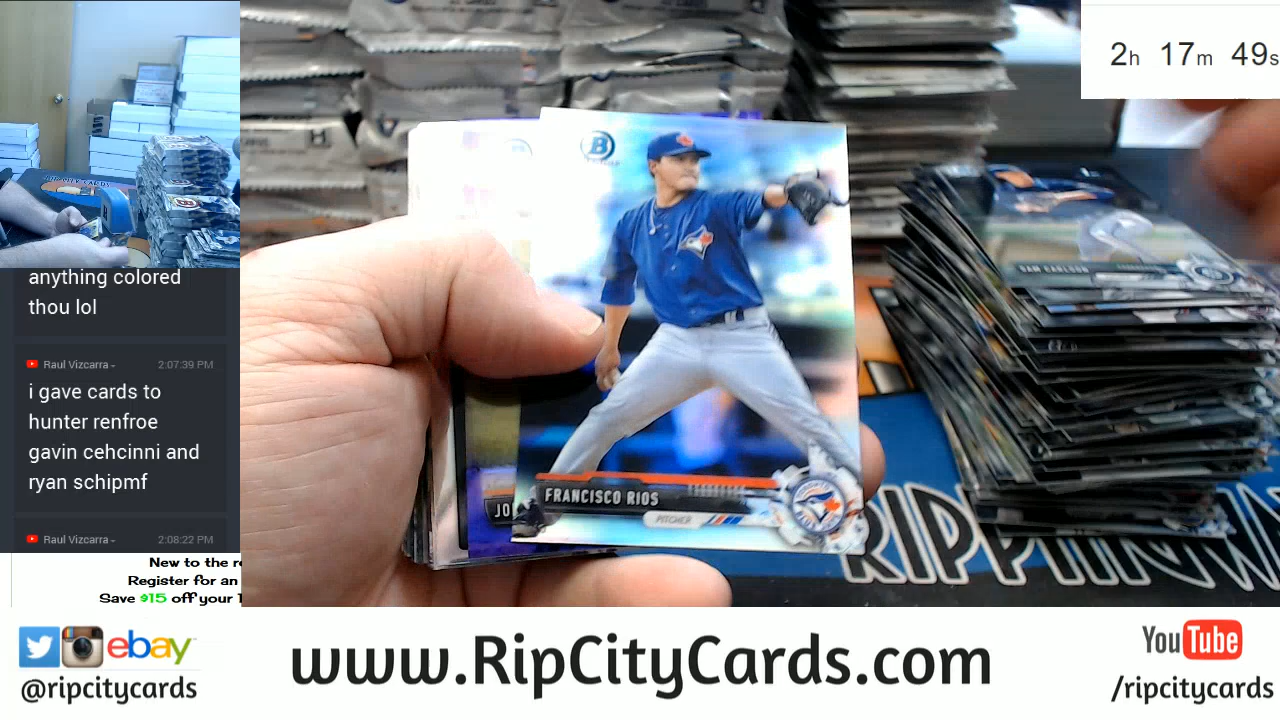 2h 17m 49s
anything colored
thou lol
Raul Vizcarra -
2:07:39 PM
i gave cards to
hunter renfroe
gavin cehcinni and
ryan schipmf
Raul Vizcarra -
2:08:22 PM
New to the
Register for an
Save $15 off your
B
FRANCISCO RIOS
PITCHER
JO
SAM CARLSON
RIPPIN
ebay
@ripcitycards
www.RipCityCards.com
YouTube
/ripcitycards